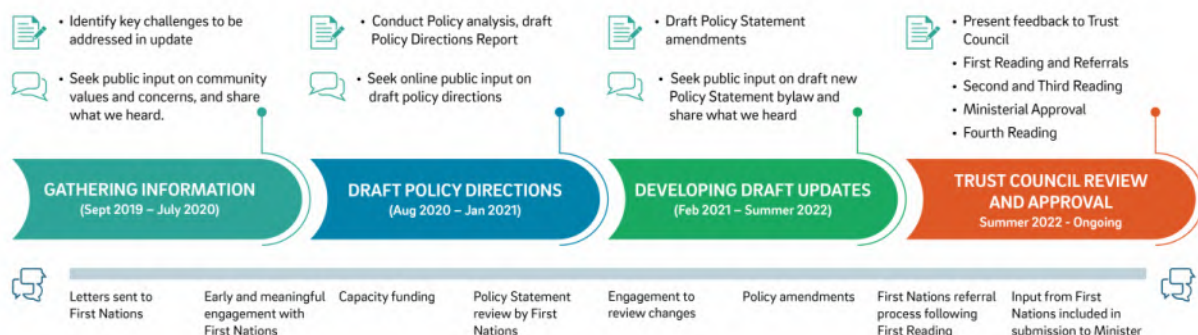 • Identify key challenges to be
addressed in update
• Seek public input on community
values and concerns, and share
what we heard.
• Conduct Policy analysis, draft
Policy Directions Report
• Seek online public input on
draft policy directions
• Draft Policy Statement
amendments
• Seek public input on draft new
Policy Statement bylaw and
share what we heard
• Present feedback to Trust
Council
• First Reading and Referrals
• Second and Third Reading
• Ministerial Approval
• Fourth Reading
GATHERING INFORMATION
(Sept 2019 – July 2020)
DRAFT POLICY DIRECTIONS
(Aug 2020 – Jan 2021)
DEVELOPING DRAFT UPDATES
(Feb 2021 – Summer 2022)
TRUST COUNCIL REVIEW
AND APPROVAL
Summer 2022 - Ongoing
Letters sent to
First Nations
Early and meaningful
engagement with
First Nations
Capacity funding
Policy Statement
review by First
Nations
Engagement to
review changes
Policy amendments
First Nations referral
process following
First Reading
Input from First
Nations included in
submission to Minister